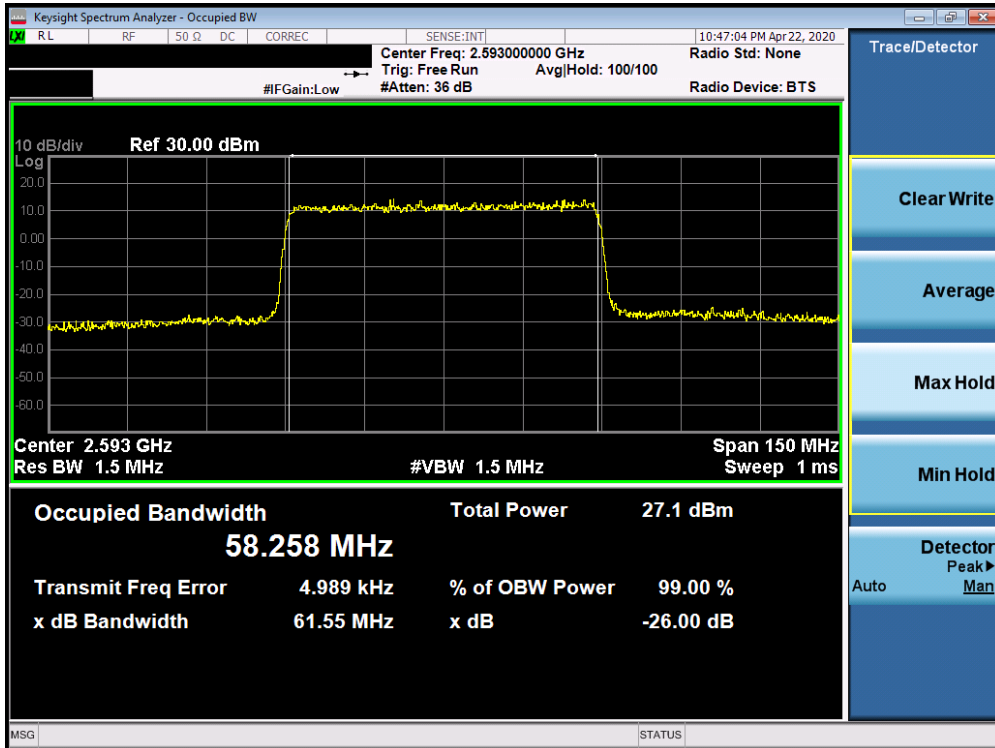 Keysight Spectrum Analyzer - Occupied BW
LXI RL RF 50 Ω DC CORREC SENSE:INT 10:47:04 PM Apr 22, 2020
Center Freq: 2.593000000 GHz Radio Std: None
Trig: Free Run Avg|Hold: 100/100
#IFGain:Low #Atten: 36 dB Radio Device: BTS
10 dB/div Ref 30.00 dBm
Log
20.0
10.0
0.00
-10.0
-20.0
-30.0
-40.0
-50.0
-60.0
Center 2.593 GHz Span 150 MHz
Res BW 1.5 MHz #VBW 1.5 MHz Sweep 1 ms
Occupied Bandwidth Total Power 27.1 dBm
58.258 MHz
Transmit Freq Error 4.989 kHz % of OBW Power 99.00 %
x dB Bandwidth 61.55 MHz x dB -26.00 dB
MSG STATUS
Trace/Detector
Clear Write
Average
Max Hold
Min Hold
Detector
Peak▶
Auto Man